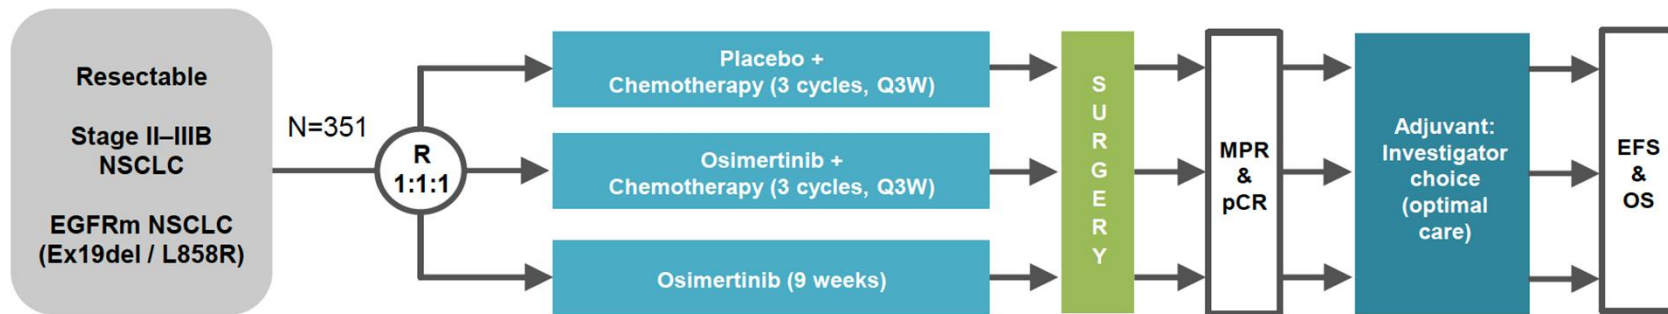 Resectable
Stage II–IIIB
NSCLC
EGFRm NSCLC
(Ex19del / L858R)
N=351
R
1:1:1
Placebo +
Chemotherapy (3 cycles, Q3W)
Osimertinib +
Chemotherapy (3 cycles, Q3W)
Osimertinib (9 weeks)
SURGERY
MPR
&
pCR
Adjuvant:
Investigator
choice
(optimal
care)
EFS
&
OS